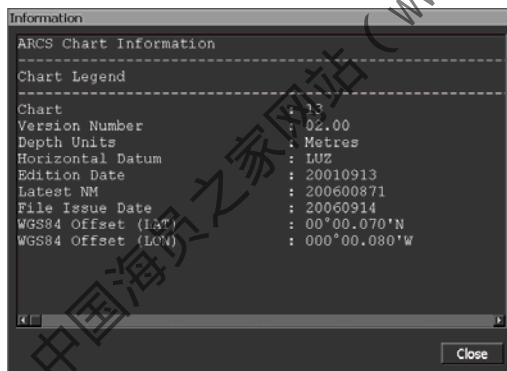 Information
ARCS Chart Information
Chart Legend
Chart : 13
Version Number : 02.00
Depth Units : Metres
Horizontal Datum : LUZ
Edition Date : 20010913
Latest NM : 200600871
File Issue Date : 20060914
WGS84 Offset (LAT) : 00°00.070'N
WGS84 Offset (LON) : 000°00.080'W
Close
中国海员之家网站（ww